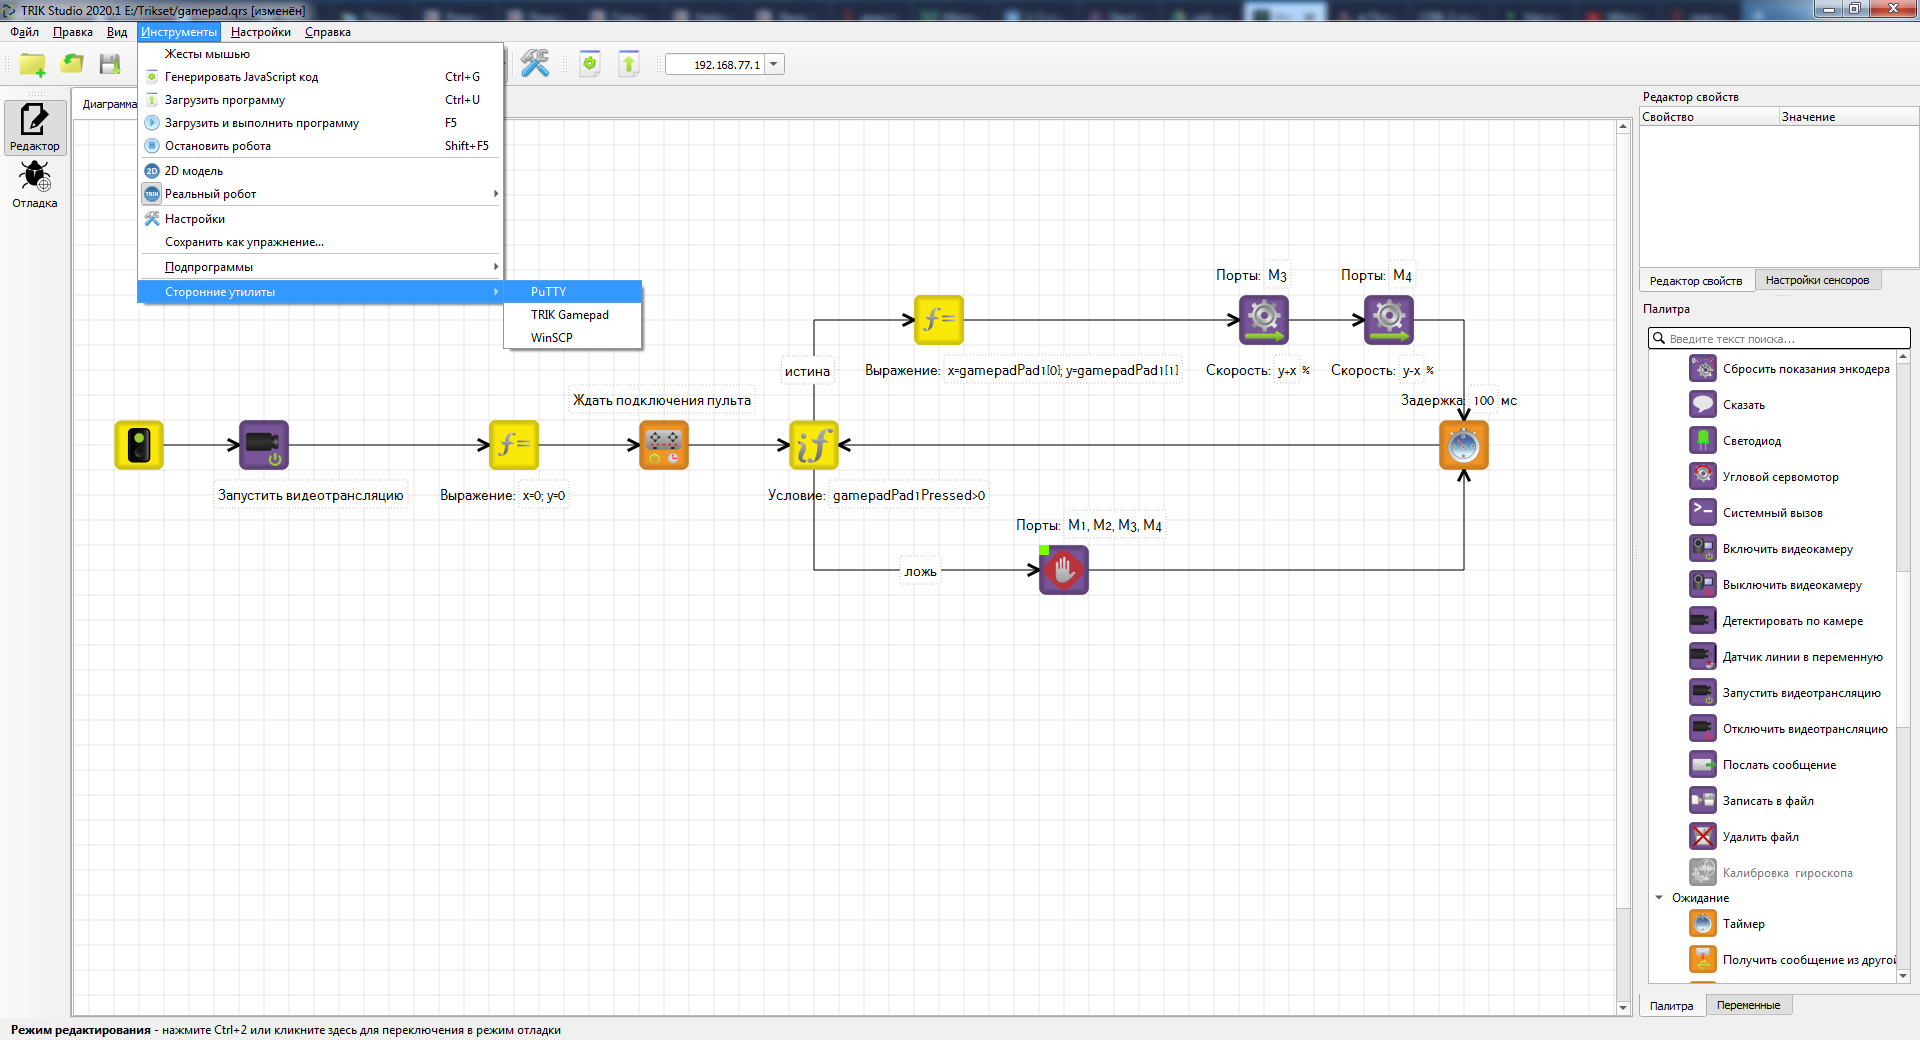 TRIK Studio 2020.1 E:/Trikset/gamepad.qrs [изменён]
Файл Правка Вид Инструменты Настройки Справка
192.168.77.1
Редактор
Отладка
Диаграмма
Жесты мышью
Генерировать JavaScript код Ctrl+G
Загрузить программу Ctrl+U
Загрузить и выполнить программу F5
Остановить робота Shift+F5
2D 2D модель
TRIK Реальный робот
Настройки
Сохранить как упражнение...
Подпрограммы
Сторонние утилиты
PuTTY
TRIK Gamepad
WinSCP
Порты: M3
Порты: M4
f=
истина
Выражение: x=gamepadPad1[0]; y=gamepadPad1[1]
Скорость: y+x %
Скорость: y-x %
Ждать подключения пульта
Задержка: 100 мс
f=
if
Запустить видеотрансляцию
Выражение: x=0; y=0
Условие: gamepadPad1Pressed>0
Порты: M1, M2, M3, M4
ложь
Редактор свойств
Свойство Значение
Редактор свойств Настройки сенсоров
Палитра
Введите текст поиска...
Сбросить показания энкодера
Сказать
Светодиод
Угловой сервомотор
Системный вызов
Включить видеокамеру
Выключить видеокамеру
Детектировать по камере
Датчик линии в переменную
Запустить видеотрансляцию
Отключить видеотрансляцию
Послать сообщение
Записать в файл
Удалить файл
Калибровка гироскопа
Ожидание
Таймер
Получить сообщение из другой
Палитра Переменные
Режим редактирования - нажмите Ctrl+2 или кликните здесь для переключения в режим отладки